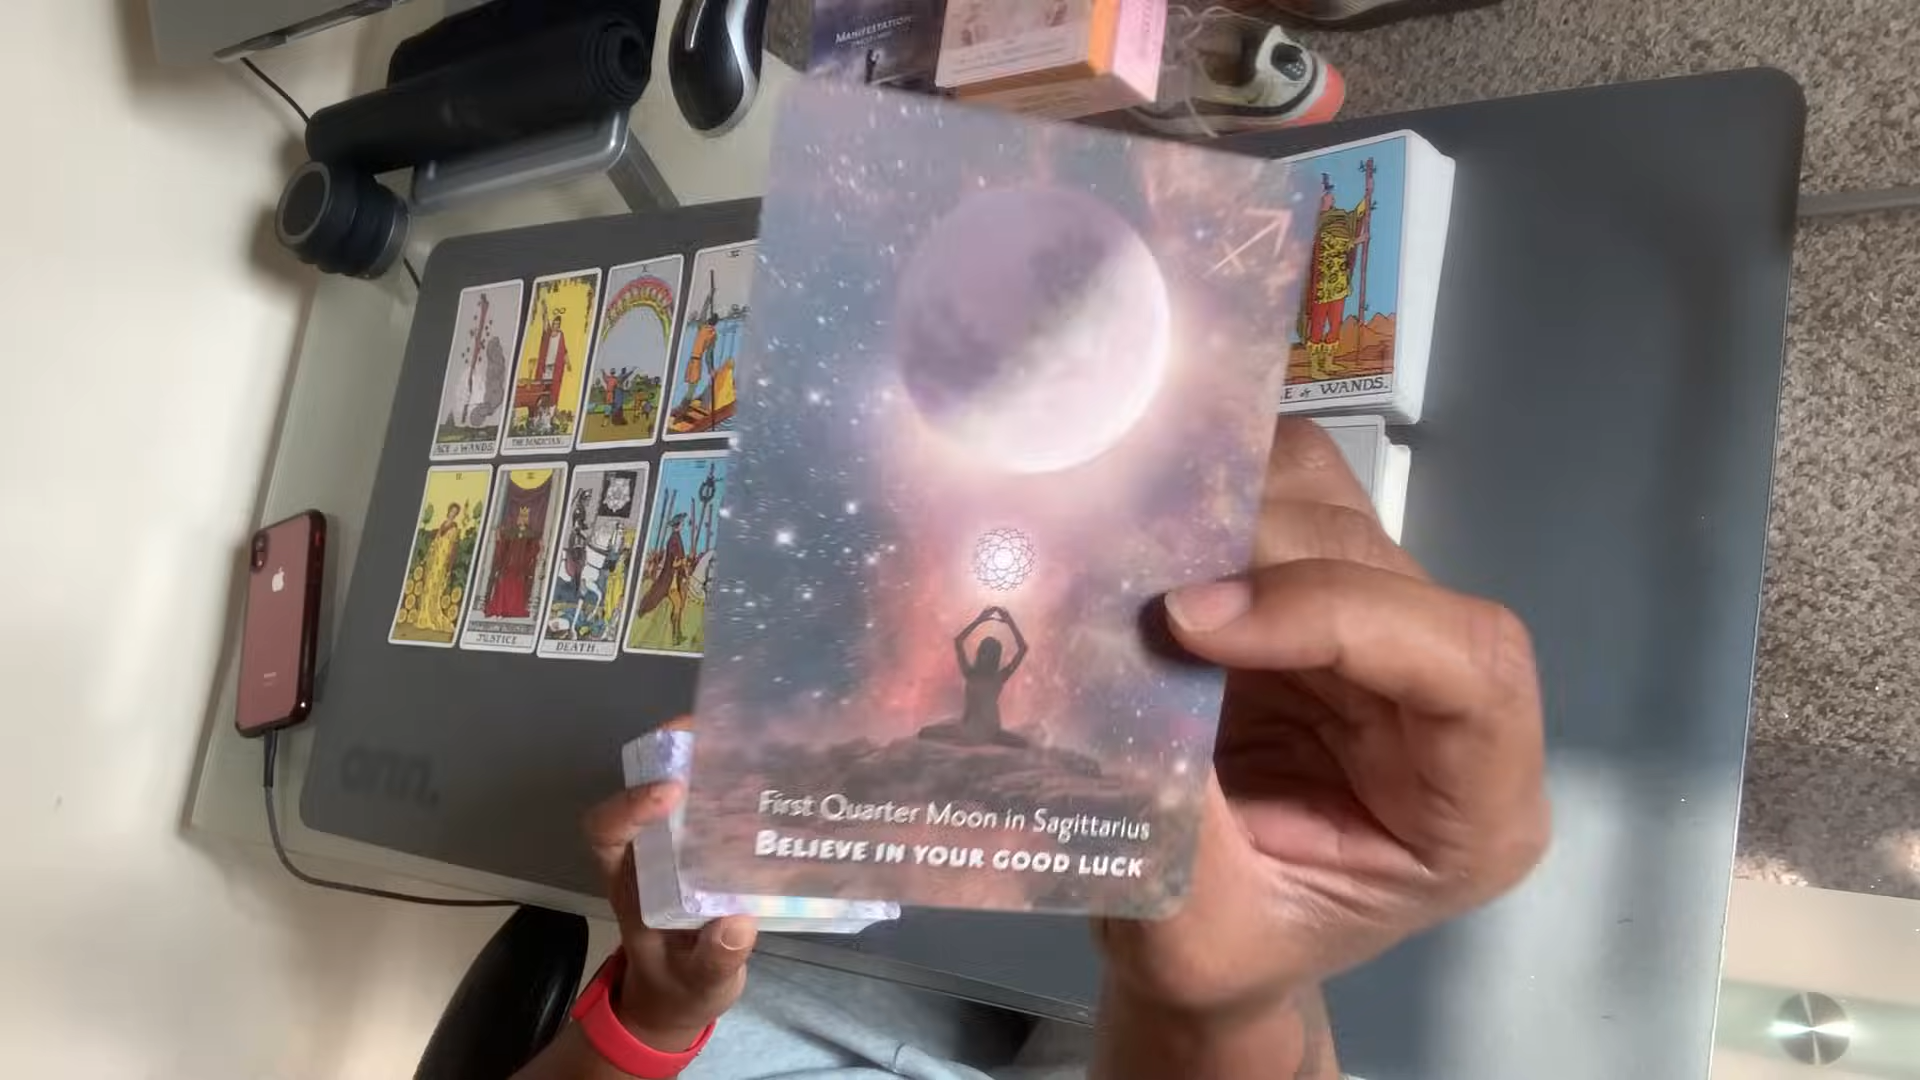 MANIFESTATION
ACE of WANDS.
THE MAGICIAN.
X
JUSTICE.
DEATH.
E of WANDS.
onn.
First Quarter Moon in Sagittarius
BELIEVE IN YOUR GOOD LUCK